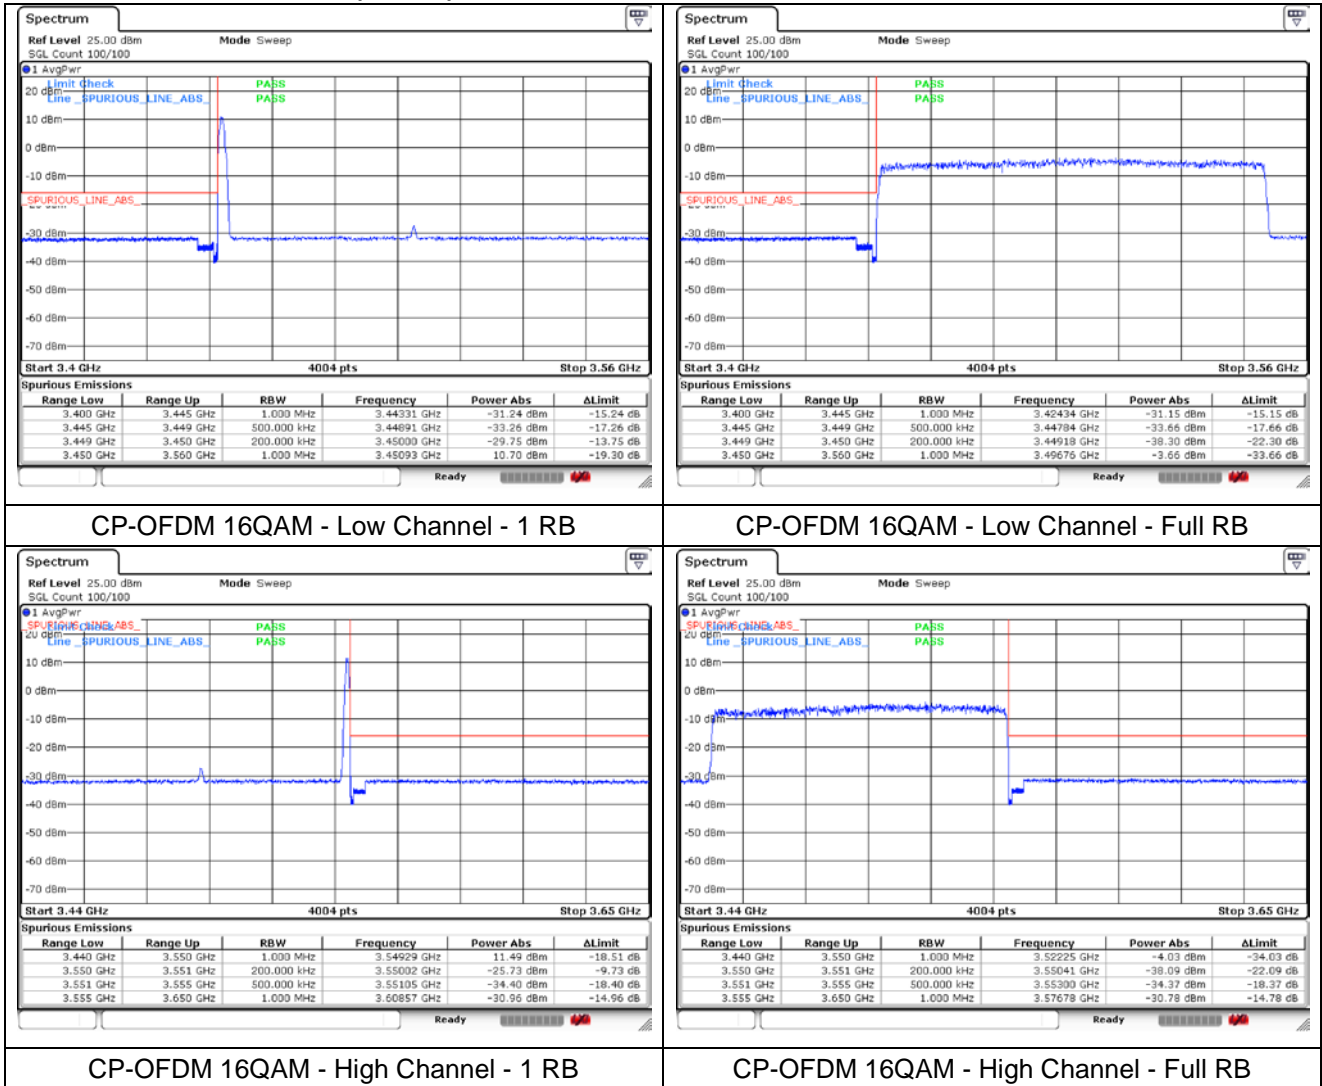 Spectrum
Ref Level 25.00 dBm Mode Sweep
SGL Count 100/100
1 AvgPwr
Limit Check PASS
20 dBm
Line _SPURIOUS_LINE_ABS_ PASS
10 dBm
0 dBm
-10 dBm
_SPURIOUS_LINE_ABS_
-20 dBm
-30 dBm
-40 dBm
-50 dBm
-60 dBm
-70 dBm
Start 3.4 GHz 4004 pts Stop 3.56 GHz
Spurious Emissions
Range Low Range Up RBW Frequency Power Abs ΔLimit
3.400 GHz 3.445 GHz 1.000 MHz 3.44331 GHz -31.24 dBm -15.24 dB
3.445 GHz 3.449 GHz 500.000 kHz 3.44891 GHz -33.26 dBm -17.26 dB
3.449 GHz 3.450 GHz 200.000 kHz 3.45000 GHz -29.75 dBm -13.75 dB
3.450 GHz 3.560 GHz 1.000 MHz 3.45093 GHz 10.70 dBm -19.30 dB
Ready
CP-OFDM 16QAM - Low Channel - 1 RB
Spectrum
Ref Level 25.00 dBm Mode Sweep
SGL Count 100/100
1 AvgPwr
Limit Check PASS
20 dBm
Line _SPURIOUS_LINE_ABS_ PASS
10 dBm
0 dBm
-10 dBm
_SPURIOUS_LINE_ABS_
-20 dBm
-30 dBm
-40 dBm
-50 dBm
-60 dBm
-70 dBm
Start 3.4 GHz 4004 pts Stop 3.56 GHz
Spurious Emissions
Range Low Range Up RBW Frequency Power Abs ΔLimit
3.400 GHz 3.445 GHz 1.000 MHz 3.42434 GHz -31.15 dBm -15.15 dB
3.445 GHz 3.449 GHz 500.000 kHz 3.44784 GHz -33.66 dBm -17.66 dB
3.449 GHz 3.450 GHz 200.000 kHz 3.44918 GHz -38.30 dBm -22.30 dB
3.450 GHz 3.560 GHz 1.000 MHz 3.49676 GHz -3.66 dBm -33.66 dB
Ready
CP-OFDM 16QAM - Low Channel - Full RB
Spectrum
Ref Level 25.00 dBm Mode Sweep
SGL Count 100/100
1 AvgPwr
_SPURIOUS_LINE_ABS_
Limit Check PASS
20 dBm
Line _SPURIOUS_LINE_ABS_ PASS
10 dBm
0 dBm
-10 dBm
-20 dBm
-30 dBm
-40 dBm
-50 dBm
-60 dBm
-70 dBm
Start 3.44 GHz 4004 pts Stop 3.65 GHz
Spurious Emissions
Range Low Range Up RBW Frequency Power Abs ΔLimit
3.440 GHz 3.550 GHz 1.000 MHz 3.54929 GHz 11.49 dBm -18.51 dB
3.550 GHz 3.551 GHz 200.000 kHz 3.55002 GHz -25.73 dBm -9.73 dB
3.551 GHz 3.555 GHz 500.000 kHz 3.55105 GHz -34.40 dBm -18.40 dB
3.555 GHz 3.650 GHz 1.000 MHz 3.60857 GHz -30.96 dBm -14.96 dB
Ready
CP-OFDM 16QAM - High Channel - 1 RB
Spectrum
Ref Level 25.00 dBm Mode Sweep
SGL Count 100/100
1 AvgPwr
_SPURIOUS_LINE_ABS_
Limit Check PASS
20 dBm
Line _SPURIOUS_LINE_ABS_ PASS
10 dBm
0 dBm
-10 dBm
-20 dBm
-30 dBm
-40 dBm
-50 dBm
-60 dBm
-70 dBm
Start 3.44 GHz 4004 pts Stop 3.65 GHz
Spurious Emissions
Range Low Range Up RBW Frequency Power Abs ΔLimit
3.440 GHz 3.550 GHz 1.000 MHz 3.52225 GHz -4.03 dBm -34.03 dB
3.550 GHz 3.551 GHz 200.000 kHz 3.55041 GHz -38.09 dBm -22.09 dB
3.551 GHz 3.555 GHz 500.000 kHz 3.55300 GHz -34.37 dBm -18.37 dB
3.555 GHz 3.650 GHz 1.000 MHz 3.57678 GHz -30.78 dBm -14.78 dB
Ready
CP-OFDM 16QAM - High Channel - Full RB